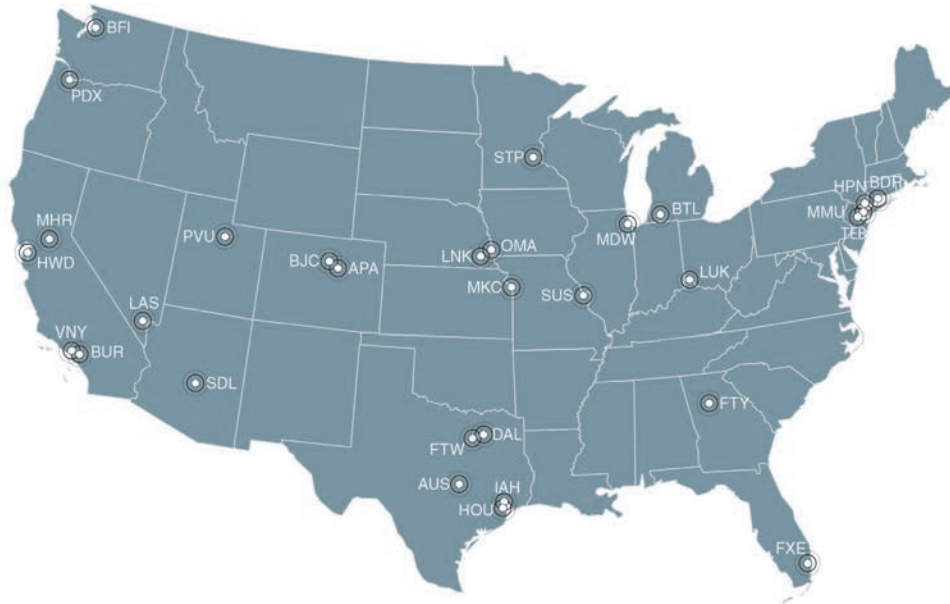 BFI
PDX
STP
HPN
BDR
MMU
TEB
BTL
MDW
MHR
HWD
PVU
OMA
LNK
BJC
APA
LUK
MKC
SUS
LAS
VNY
BUR
SDL
FTY
DAL
FTW
AUS
IAH
HOU
FXE